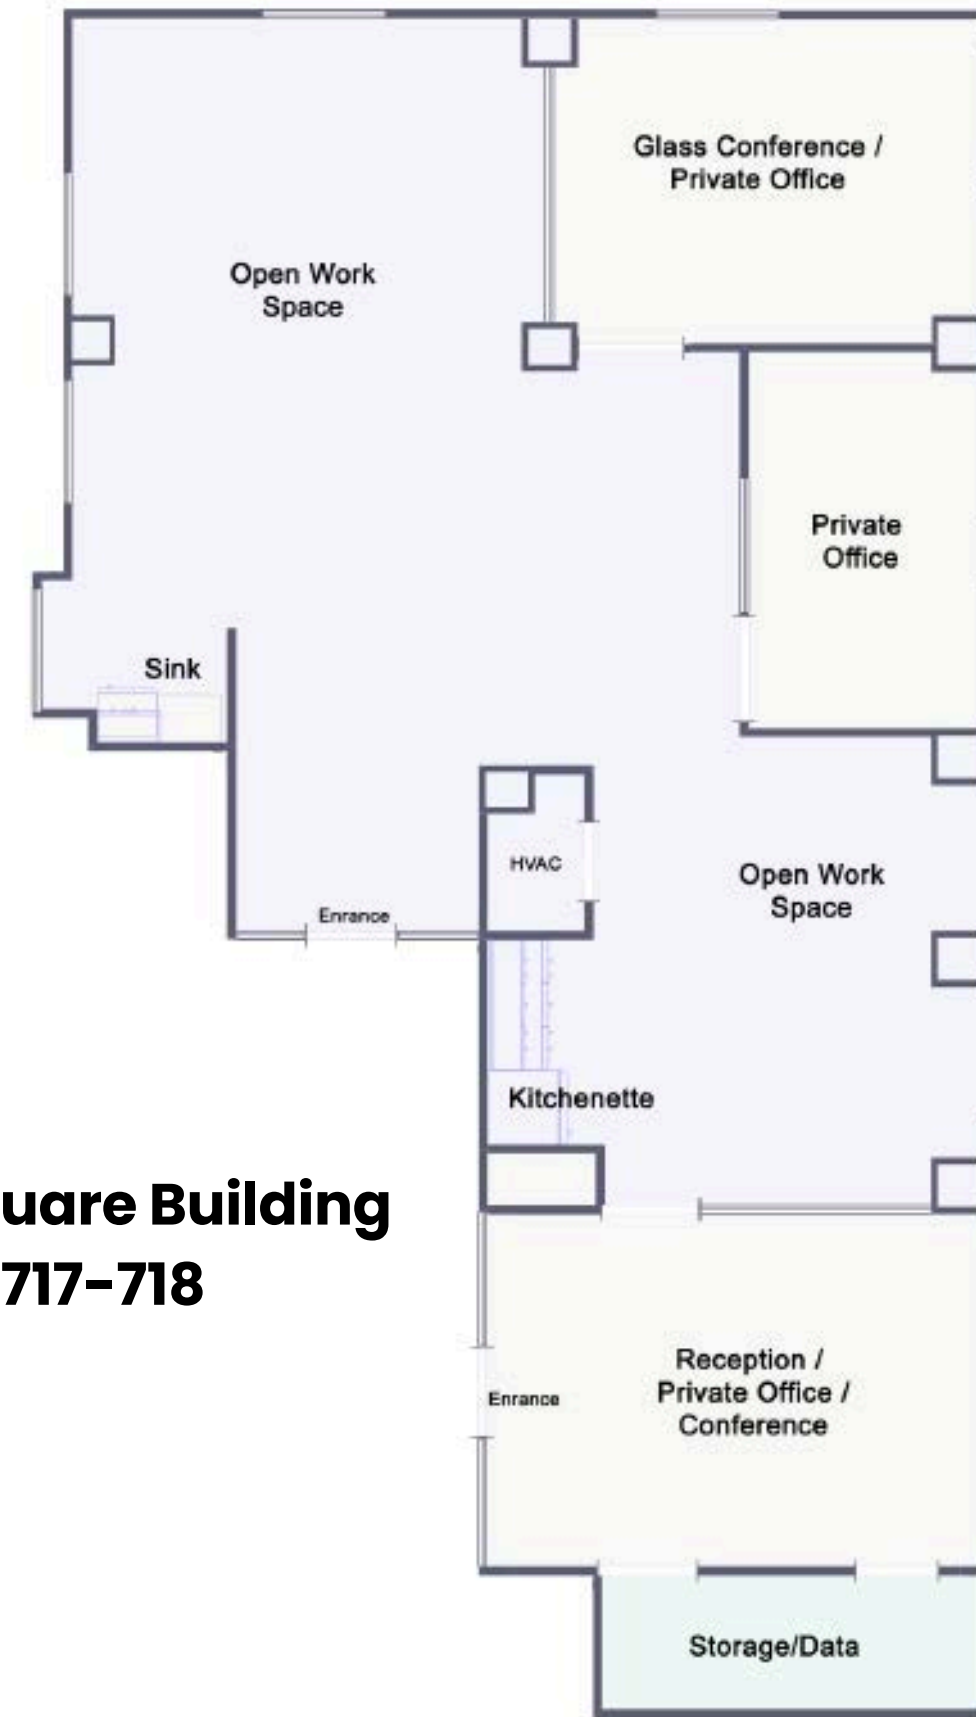 Glass Conference /
Private Office
Open Work
Space
Private
Office
Sink
HVAC
Open Work
Space
Enrance
Kitchenette
uare Building
717-718
Reception /
Private Office /
Conference
Enrance
Storage/Data